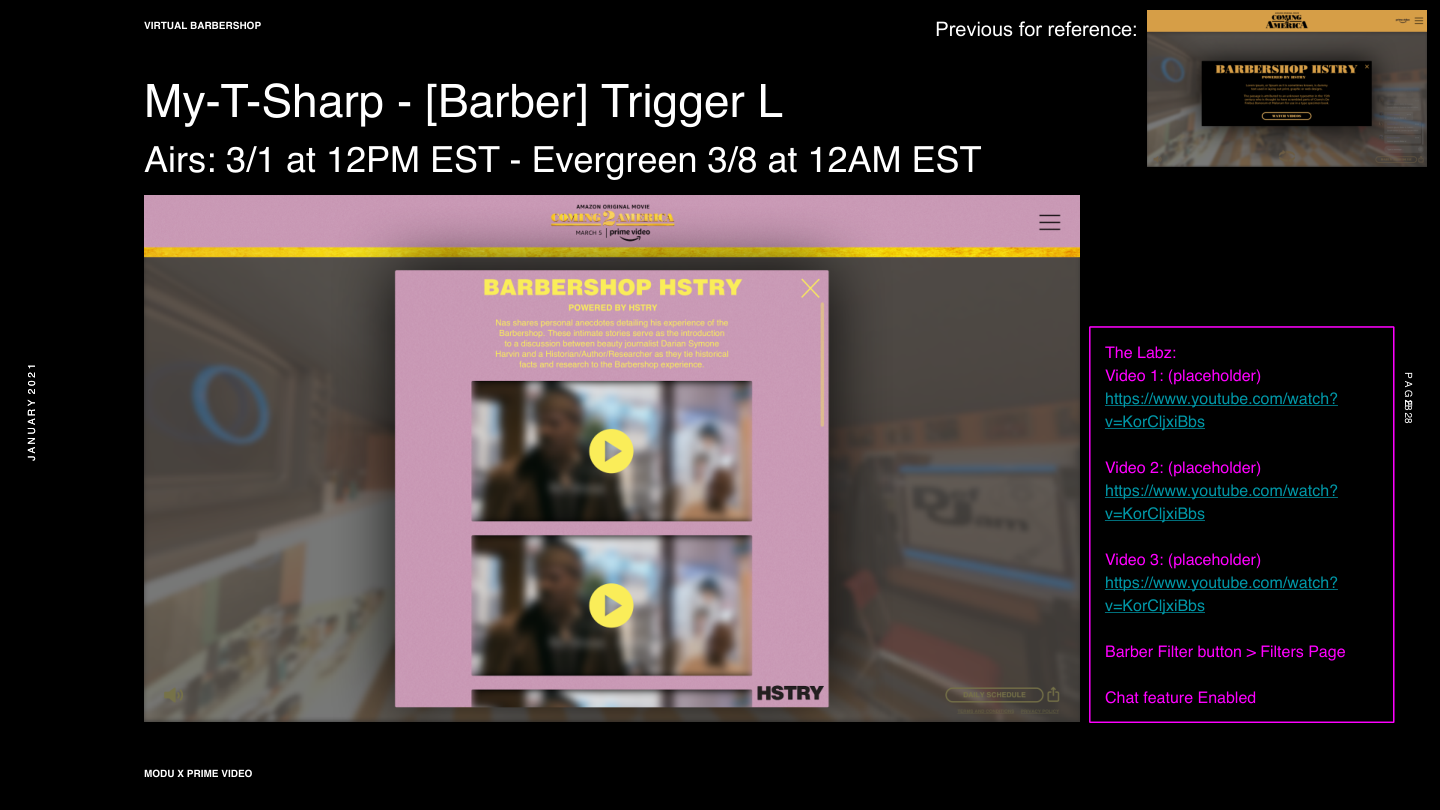 VIRTUAL BARBERSHOP
Previous for reference:
COMING
AMERICA
BARBERSHOP HSTRY
POWERED BY HSTRY
WATCH VIDEOS
My-T-Sharp - [Barber] Trigger L
Airs: 3/1 at 12PM EST - Evergreen 3/8 at 12AM EST
AMAZON ORIGINAL MOVIE
COMING 2 AMERICA
MARCH 5 | prime video
BARBERSHOP HSTRY
POWERED BY HSTRY
Nas shares personal anecdotes detailing his experience of the
Barbershop. These intimate stories serve as the introduction
to a discussion between beauty journalist Darian Symone
Harvin and a Historian/Author/Researcher as they tie historical
facts and research to the Barbershop experience.
HSTRY
DAILY SCHEDULE
The Labz:
Video 1: (placeholder)
https://www.youtube.com/watch?
v=KorCljxiBbs
Video 2: (placeholder)
https://www.youtube.com/watch?
v=KorCljxiBbs
Video 3: (placeholder)
https://www.youtube.com/watch?
v=KorCljxiBbs
Barber Filter button > Filters Page
Chat feature Enabled
JANUARY 2021
MODU X PRIME VIDEO